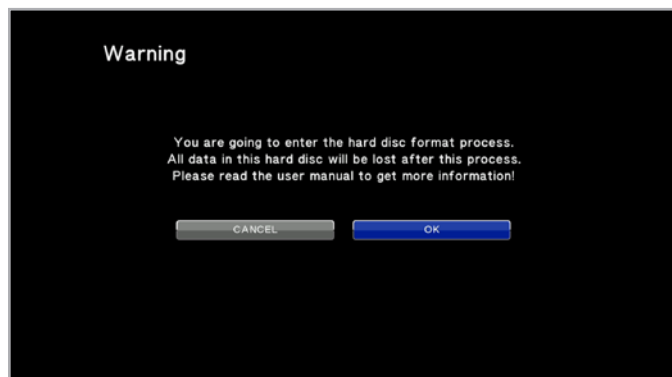 Warning
You are going to enter the hard disc format process.
All data in this hard disc will be lost after this process.
Please read the user manual to get more information!
CANCEL
OK